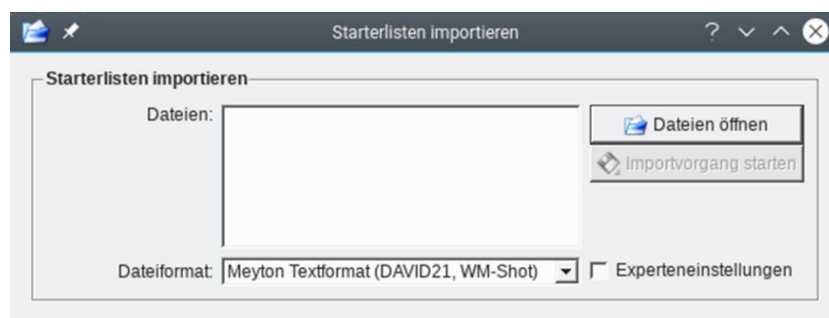 Starterlisten importieren ?
Starterlisten importieren
Dateien:
Dateien öffnen
Importvorgang starten
Dateiformat: Meyton Textformat (DAVID21, WM-Shot) Experteneinstellungen